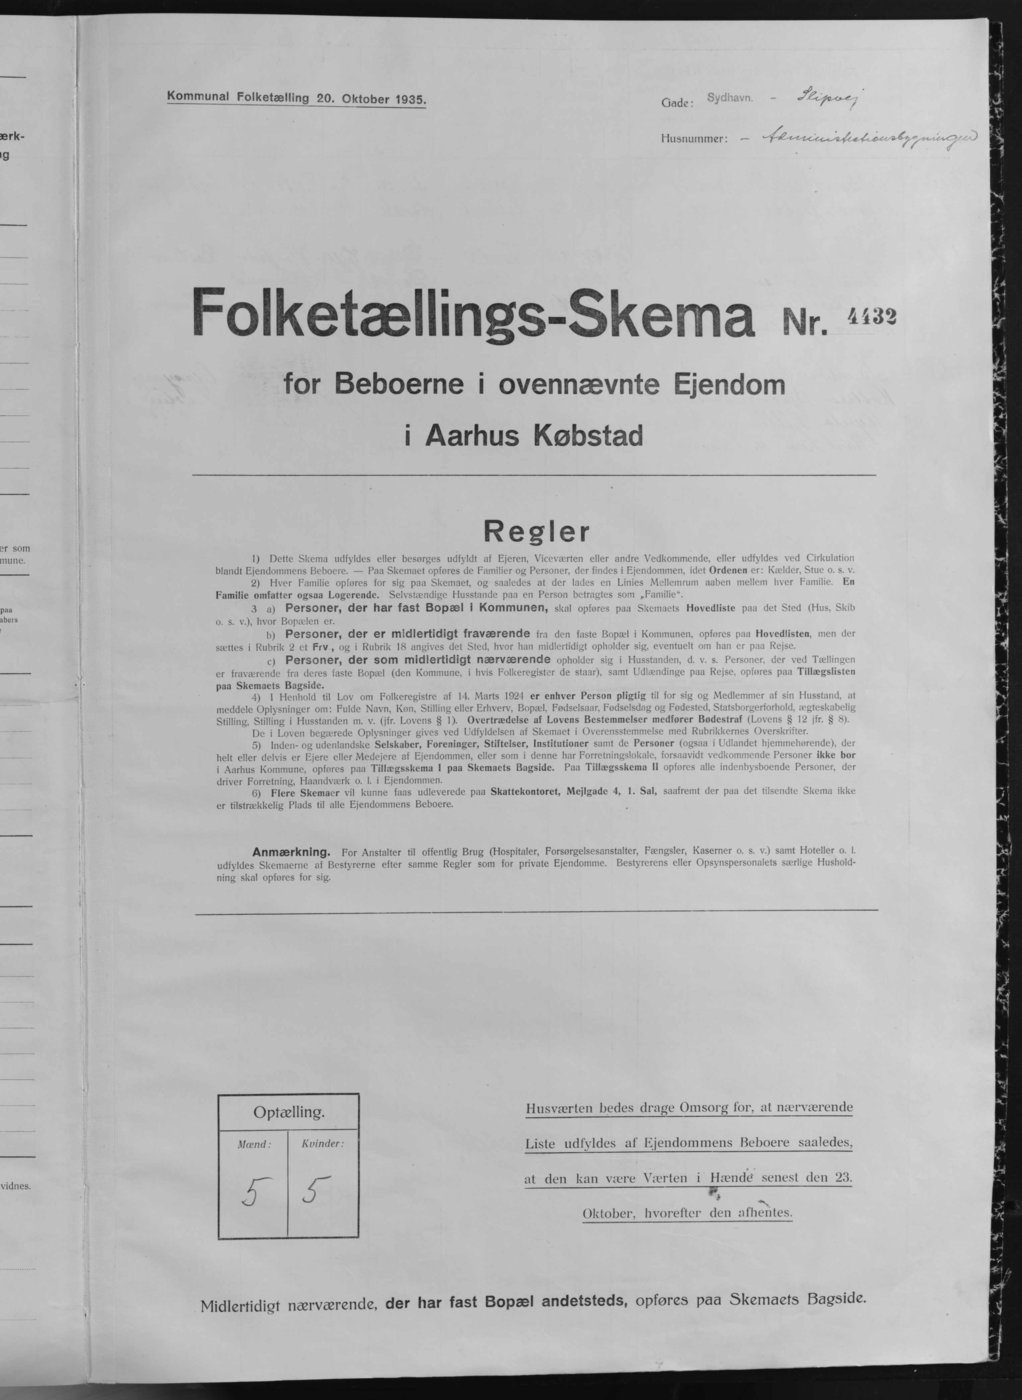 ærk-
ng
er som
mune.
paa
abers
vidnes.
Kommunal Folketælling 20. Oktober 1935.
Gade: Sydhavn. - Slipvej
Husnummer: - Administrationsbygningen
Folketællings-Skema Nr. 4432
for Beboerne i ovennævnte Ejendom
i Aarhus Købstad
Regler
1) Dette Skema udfyldes eller besørges udfyldt af Ejeren, Viceværten eller andre Vedkommende, eller udfyldes ved Cirkulation
blandt Ejendommens Beboere. — Paa Skemaet opføres de Familier og Personer, der findes i Ejendommen, idet Ordenen er: Kælder, Stue o. s. v.
2) Hver Familie opføres for sig paa Skemaet, og saaledes at der lades en Linies Mellemrum aaben mellem hver Familie. En
Familie omfatter ogsaa Logerende. Selvstændige Husstande paa en Person betragtes som „Familie“.
3 a) Personer, der har fast Bopæl i Kommunen, skal opføres paa Skemaets Hovedliste paa det Sted (Hus, Skib
o. s. v.), hvor Bopælen er.
b) Personer, der er midlertidigt fraværende fra den faste Bopæl i Kommunen, opføres paa Hovedlisten, men der
sættes i Rubrik 2 et Frv., og i Rubrik 18 angives det Sted, hvor han midlertidigt opholder sig, eventuelt om han er paa Rejse.
c) Personer, der som midlertidigt nærværende opholder sig i Husstanden, d. v. s. Personer, der ved Tællingen
er fraværende fra deres faste Bopæl (den Kommune, i hvis Folkeregister de staar), samt Udlændinge paa Rejse, opføres paa Tillægslisten
paa Skemaets Bagside.
4) I Henhold til Lov om Folkeregistre af 14. Marts 1924 er enhver Person pligtig til for sig og Medlemmer af sin Husstand, at
meddele Oplysninger om: Fulde Navn, Køn, Stilling eller Erhverv, Bopæl, Fødselsaar, Fødselsdag og Fødested, Statsborgerforhold, ægteskabelig
Stilling, Stilling i Husstanden m. v. (jfr. Lovens § 1). Overtrædelse af Lovens Bestemmelser medfører Bødestraf (Lovens § 12 jfr. § 8).
De i Loven begærede Oplysninger gives ved Udfyldelsen af Skemaet i Overensstemmelse med Rubrikkernes Overskrifter.
5) Inden- og udenlandske Selskaber, Foreninger, Stiftelser, Institutioner samt de Personer (ogsaa i Udlandet hjemmehørende), der
helt eller delvis er Ejere eller Medejere af Ejendommen, eller som i denne har Forretningslokale, forsaavidt vedkommende Personer ikke bor
i Aarhus Kommune, opføres paa Tillægsskema I paa Skemaets Bagside. Paa Tillægsskema II opføres alle indenbysboende Personer, der
driver Forretning, Haandværk o. l. i Ejendommen.
6) Flere Skemaer vil kunne faas udleverede paa Skattekontoret, Mejlgade 4, 1. Sal, saafremt der paa det tilsendte Skema ikke
er tilstrækkelig Plads til alle Ejendommens Beboere.
Anmærkning. For Anstalter til offentlig Brug (Hospitaler, Forsørgelsesanstalter, Fængsler, Kaserner o. s. v.) samt Hoteller o. l.
udfyldes Skemaerne af Bestyrerne efter samme Regler som for private Ejendomme. Bestyrerens eller Opsynspersonalets særlige Hushold-
ning skal opføres for sig.
Optælling.
Mænd: Kvinder:
5 5
Husværten bedes drage Omsorg for, at nærværende
Liste udfyldes af Ejendommens Beboere saaledes,
at den kan være Værten i Hænde senest den 23.
Oktober, hvorefter den afhentes.
Midlertidigt nærværende, der har fast Bopæl andetsteds, opføres paa Skemaets Bagside.